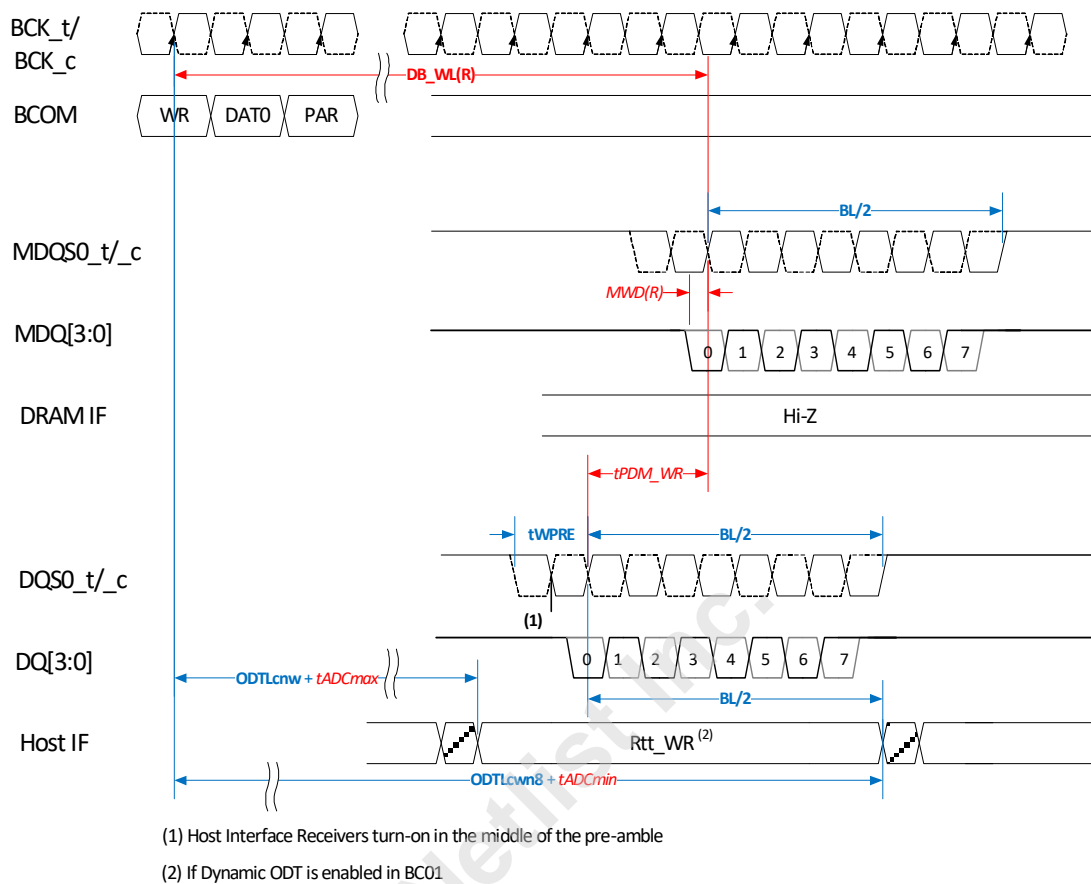 BCK_t/
BCK_c
DB_WL(R)
BCOM
WR DAT0 PAR
BL/2
MDQS0_t/_c
MWD(R)
MDQ[3:0]
0 1 2 3 4 5 6 7
DRAM IF
Hi-Z
tPDM_WR
tWPRE
BL/2
DQS0_t/_c
(1)
DQ[3:0]
0 1 2 3 4 5 6 7
ODTLcnw + tADCmax
BL/2
Host IF
Rtt_WR (2)
ODTLcwn8 + tADCmin
(1) Host Interface Receivers turn-on in the middle of the pre-amble
(2) If Dynamic ODT is enabled in BC01
Netlist Inc.